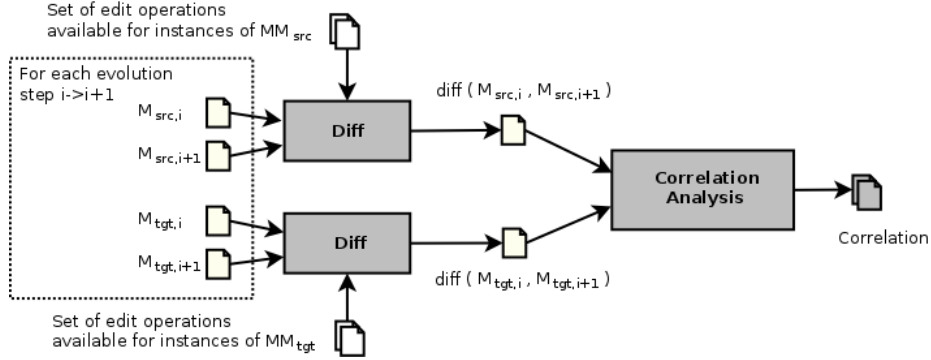 Set of edit operations
available for instances of MM src
For each evolution
step i->i+1
M src,i
M src,i+1
Diff
diff ( M src,i , M src,i+1 )
Correlation
Analysis
Correlation
M tgt,i
M tgt,i+1
Diff
diff ( M tgt,i , M tgt,i+1 )
Set of edit operations
available for instances of MM tgt